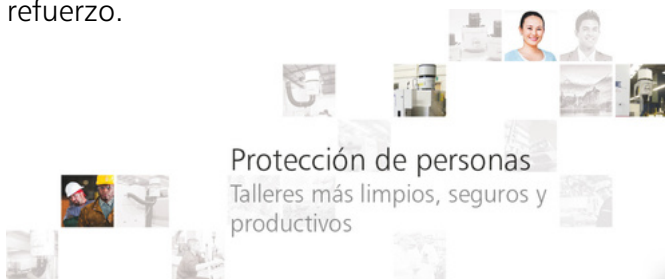 refuerzo.
Protección de personas
Talleres más limpios, seguros y
productivos